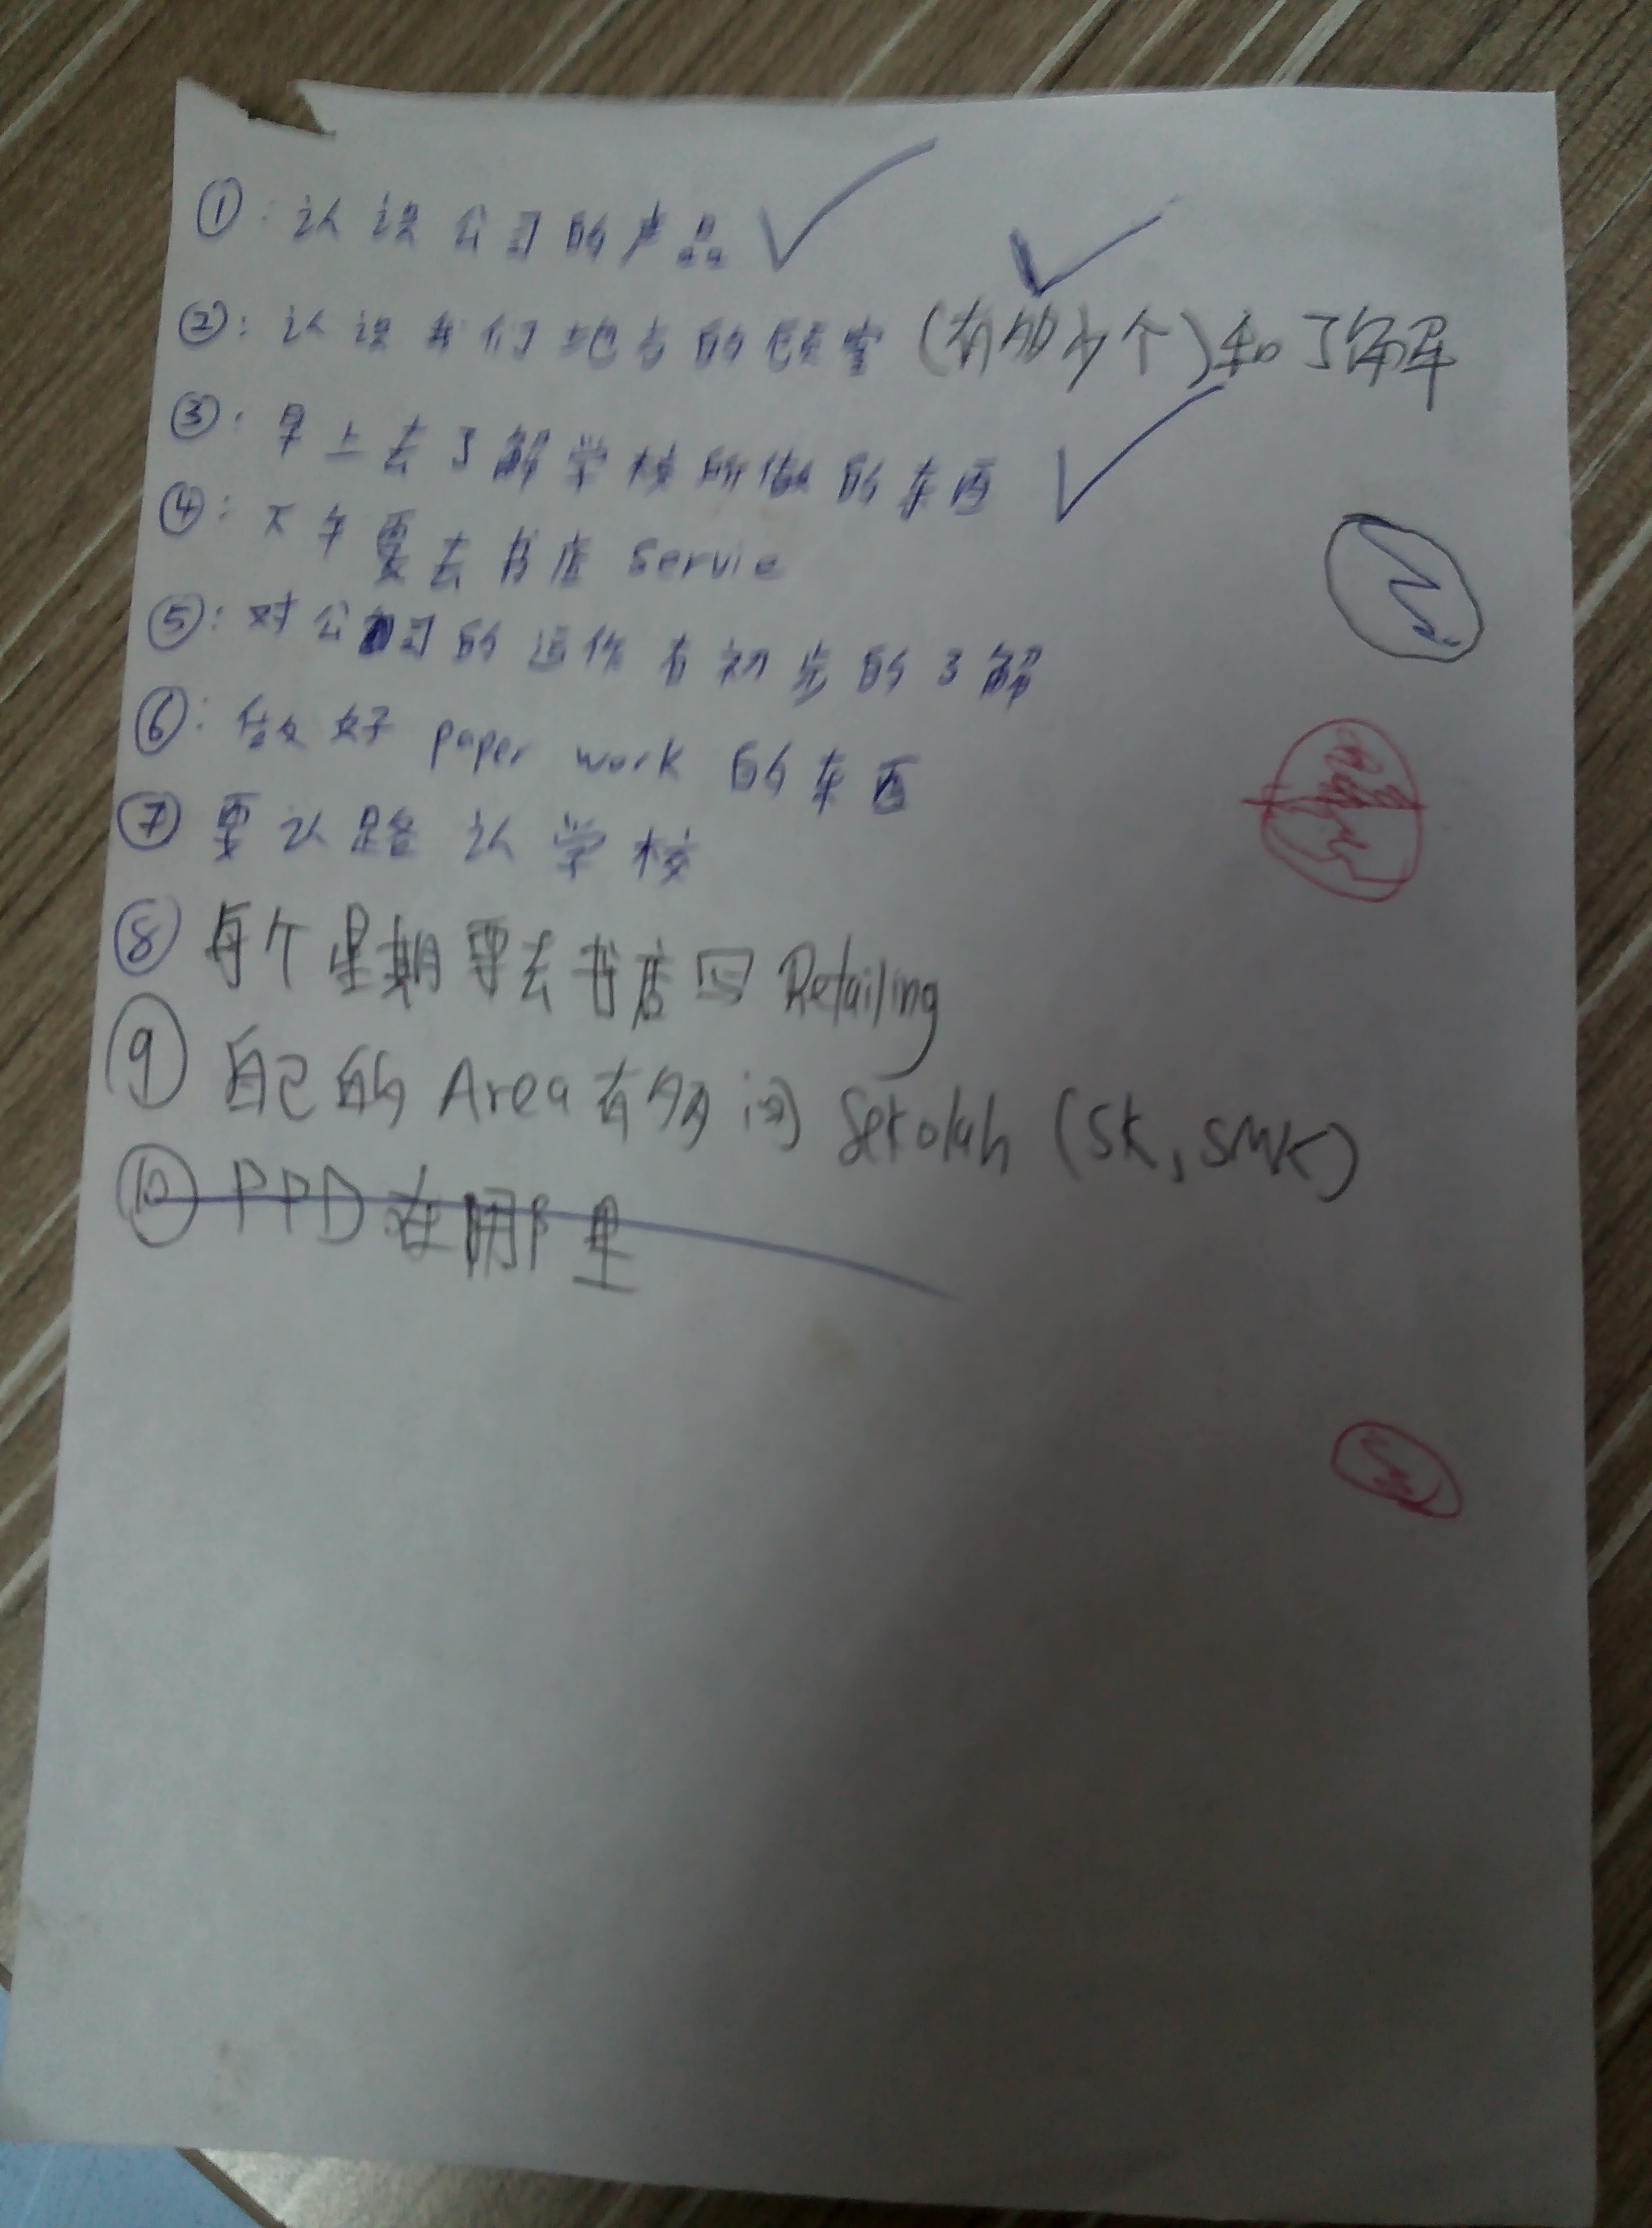 ①：认识公司的产品
②：认识我们地方的顾客（有多少个）和了解
③：早上去了解学校所做的东西
④：下午要去书店 Servie
⑤：对公司的运作有初步的了解
⑥：做好 paper work 的东西
⑦ 要认路认学校
⑧ 每个星期要去书店写 Retailing
⑨ 自己的 Area 有多间 Sekolah (SK, SMK)
⑩ PPD 在哪里